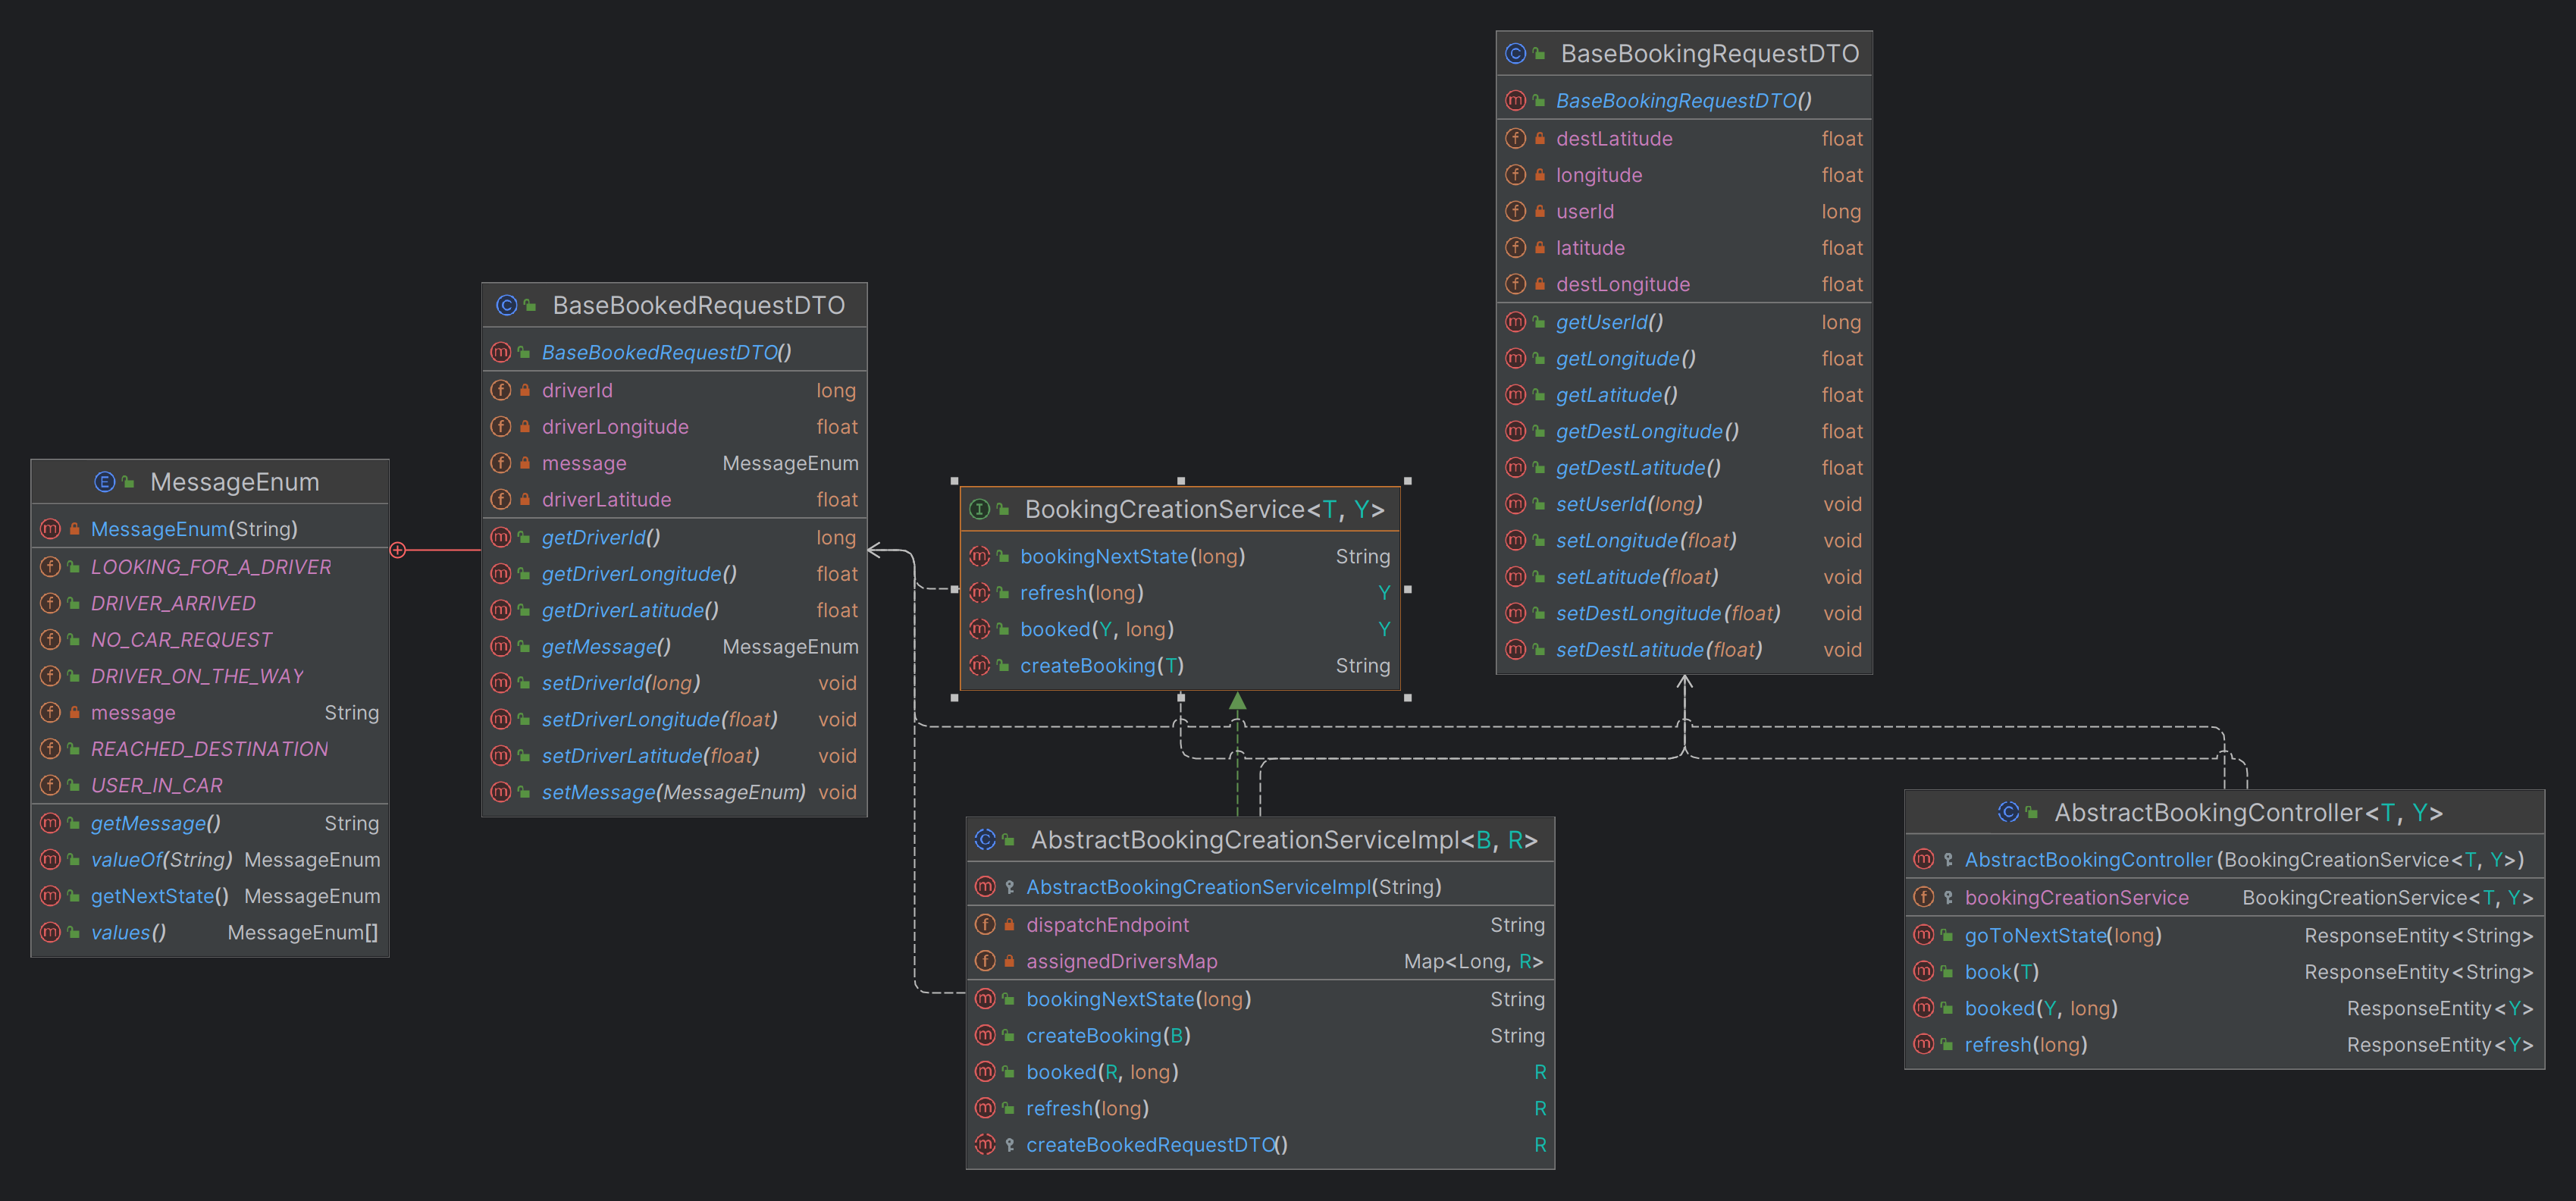 MessageEnum
MessageEnum(String)
LOOKING_FOR_A_DRIVER
DRIVER_ARRIVED
NO_CAR_REQUEST
DRIVER_ON_THE_WAY
message String
REACHED_DESTINATION
USER_IN_CAR
getMessage() String
valueOf(String) MessageEnum
getNextState() MessageEnum
values() MessageEnum[]
BaseBookedRequestDTO
BaseBookedRequestDTO()
driverId long
driverLongitude float
message MessageEnum
driverLatitude float
getDriverId() long
getDriverLongitude() float
getDriverLatitude() float
getMessage() MessageEnum
setDriverId(long) void
setDriverLongitude(float) void
setDriverLatitude(float) void
setMessage(MessageEnum) void
BookingCreationService<T, Y>
bookingNextState(long) String
refresh(long) Y
booked(Y, long) Y
createBooking(T) String
BaseBookingRequestDTO
BaseBookingRequestDTO()
destLatitude float
longitude float
userId long
latitude float
destLongitude float
getUserId() long
getLongitude() float
getLatitude() float
getDestLongitude() float
getDestLatitude() float
setUserId(long) void
setLongitude(float) void
setLatitude(float) void
setDestLongitude(float) void
setDestLatitude(float) void
AbstractBookingCreationServiceImpl<B, R>
AbstractBookingCreationServiceImpl(String)
dispatchEndpoint String
assignedDriversMap Map<Long, R>
bookingNextState(long) String
createBooking(B) String
booked(R, long) R
refresh(long) R
createBookedRequestDTO() R
AbstractBookingController<T, Y>
AbstractBookingController(BookingCreationService<T, Y>)
bookingCreationService BookingCreationService<T, Y>
goToNextState(long) ResponseEntity<String>
book(T) ResponseEntity<String>
booked(Y, long) ResponseEntity<Y>
refresh(long) ResponseEntity<Y>